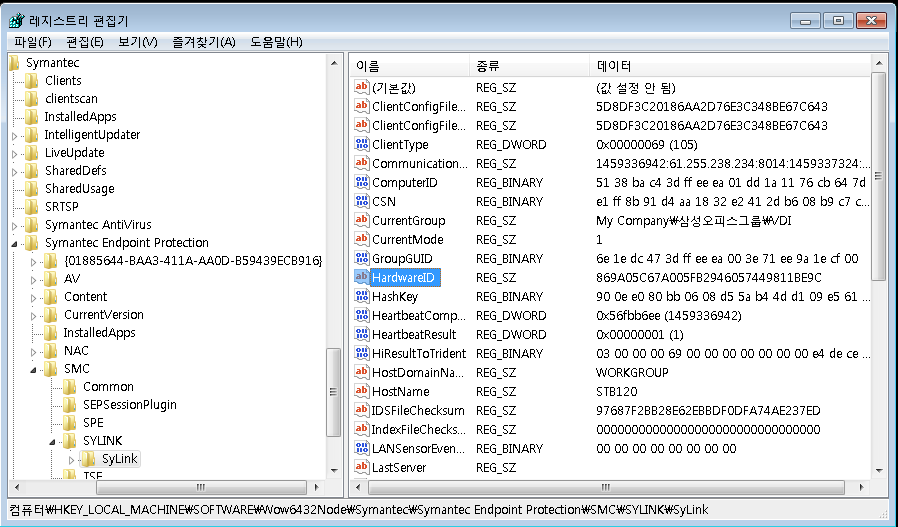 레지스트리 편집기
파일(F) 편집(E) 보기(V) 즐겨찾기(A) 도움말(H)
Symantec
Clients
clientscan
InstalledApps
IntelligentUpdater
LiveUpdate
SharedDefs
SharedUsage
SRTSP
Symantec AntiVirus
Symantec Endpoint Protection
{01885644-BAA3-411A-AA0D-B59439ECB916}
AV
Content
CurrentVersion
InstalledApps
NAC
SMC
Common
SEPSessionPlugin
SPE
SYLINK
SyLink
TSF
이름 종류 데이터
(기본값) REG_SZ (값 설정 안 됨)
ClientConfigFile... REG_SZ 5D8DF3C20186AA2D76E3C348BE67C643
ClientConfigFile... REG_SZ 5D8DF3C20186AA2D76E3C348BE67C643
ClientType REG_DWORD 0x00000069 (105)
Communication... REG_SZ 1459336942:61.255.238.234:8014:1459337324:...
ComputerID REG_BINARY 51 38 ba c4 3d ff ee ea 01 dd 1a 11 76 cb 64 7d
CSN REG_BINARY e1 ff 8b 91 d4 aa 18 32 e2 41 2d b6 08 b9 c7 c...
CurrentGroup REG_SZ My Company₩삼성오피스그룹₩VDI
CurrentMode REG_SZ 1
GroupGUID REG_BINARY 6e 1e dc 47 3d ff ee ea 00 3e 71 ee 9a 1e cf 00
HardwareID REG_SZ 869A05C67A005FB2946057449811BE9C
HashKey REG_BINARY 90 0e e0 80 bb 06 08 d5 5a b4 4d d1 09 e5 61 ...
HeartbeatComp... REG_DWORD 0x56fbb6ee (1459336942)
HeartbeatResult REG_DWORD 0x00000001 (1)
HiResultToTrident REG_BINARY 03 00 00 00 69 00 00 00 00 00 00 00 e4 de ce ...
HostDomainNa... REG_SZ WORKGROUP
HostName REG_SZ STB120
IDSFileChecksum REG_SZ 97687F2BB28E62EBBDF0DFA74AE237ED
IndexFileChecks... REG_SZ 00000000000000000000000000000000
LANSensorEven... REG_BINARY 00 00 00 00 00 00 00 00
LastServer REG_SZ
컴퓨터₩HKEY_LOCAL_MACHINE₩SOFTWARE₩Wow6432Node₩Symantec₩Symantec Endpoint Protection₩SMC₩SYLINK₩SyLink